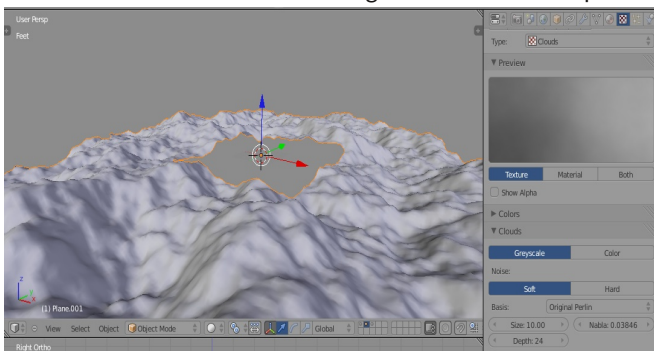 User Persp
Feet
Type: Clouds
Preview
Texture Material Both
Show Alpha
Colors
Clouds
Greyscale Color
Noise:
Soft Hard
Basis: Original Perlin
Size: 10.00 Nabla: 0.03846
Depth: 24
z
y
x
(1) Plane.001
View Select Object Object Mode Global
Right Ortho